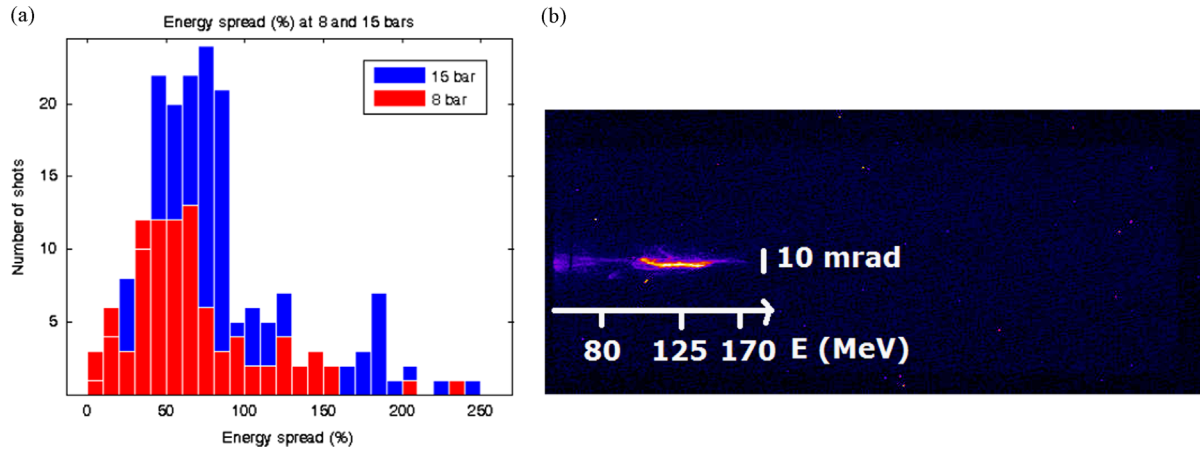 (a)
Energy spread (%) at 8 and 15 bars
15 bar
8 bar
20
15
10
5
Number of shots
0
50
100
150
200
250
Energy spread (%)
(b)
10 mrad
80
125
170
E (MeV)